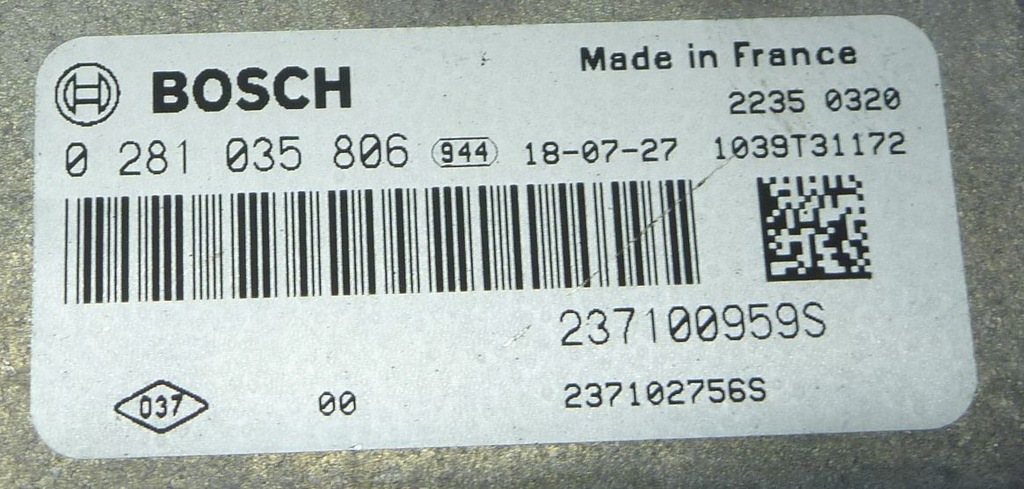 BOSCH
Made in France
2235 0320
0 281 035 806 944 18-07-27 1039T31172
237100959S
037 00 237102756S